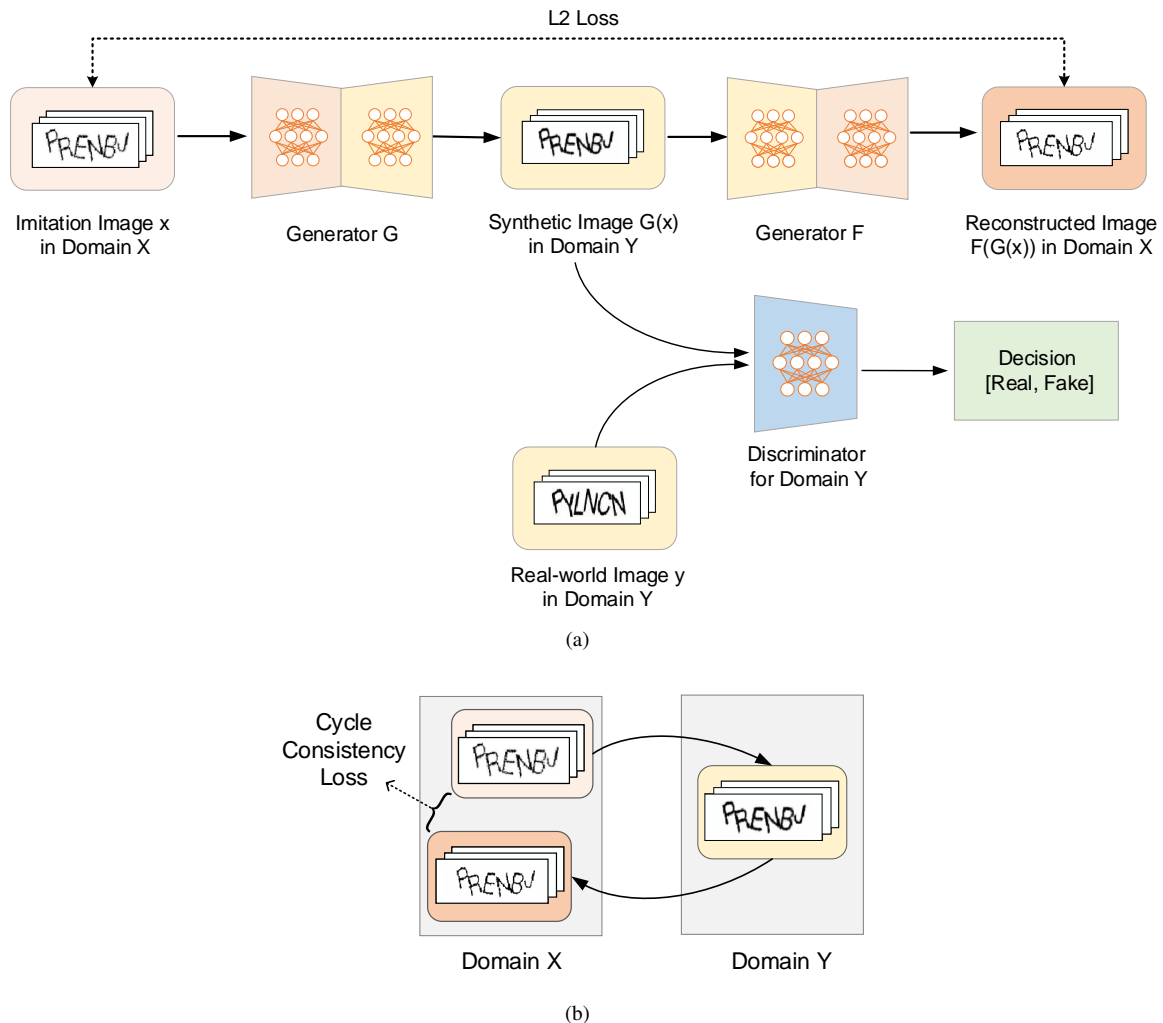 L2 Loss
PRENBU
PRENBU
PRENBU
Imitation Image x
in Domain X
Generator G
Synthetic Image G(x)
in Domain Y
Generator F
Reconstructed Image
F(G(x)) in Domain X
Decision
[Real, Fake]
Discriminator
for Domain Y
PYLNCN
Real-world Image y
in Domain Y
(a)
Cycle
Consistency
Loss
PRENBU
PRENBU
PRENBU
Domain X
Domain Y
(b)